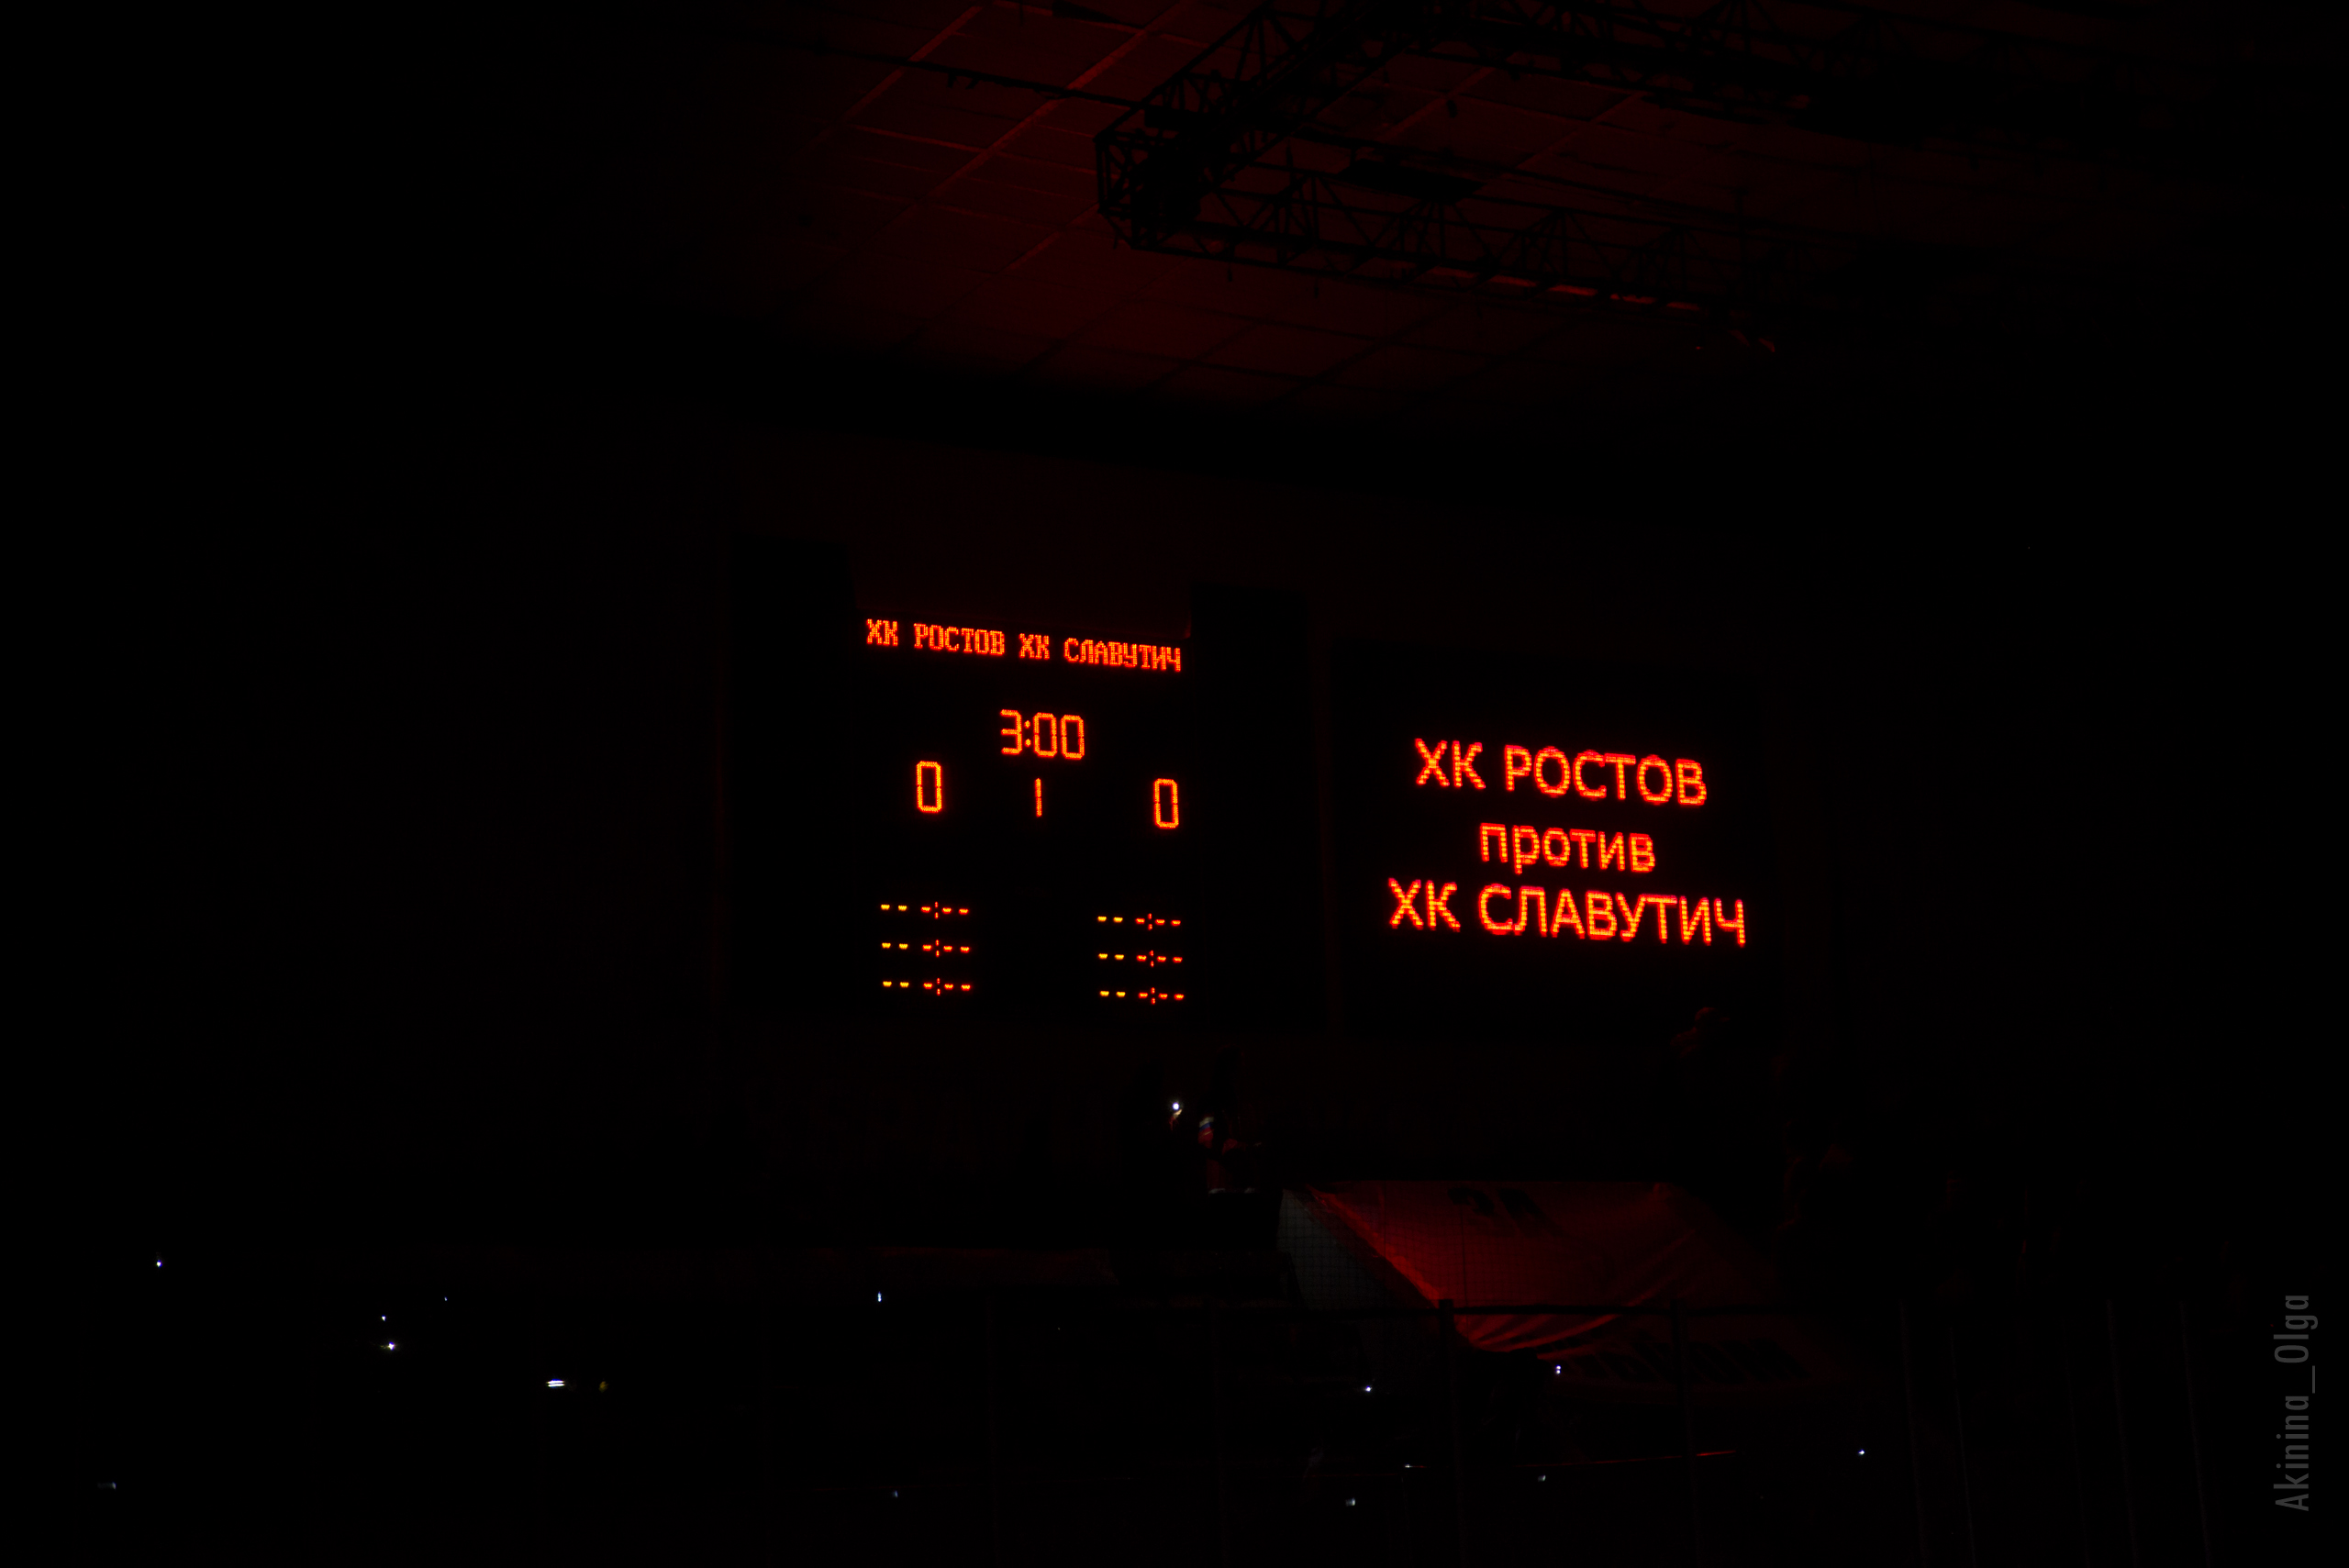 ХК РОСТОВ ХК СЛАВУТИЧ
3:00
0 1 0
-- --:-- -- --:--
-- --:-- -- --:--
-- --:-- -- --:--
ХК РОСТОВ
против
ХК СЛАВУТИЧ
Akinina_Olga